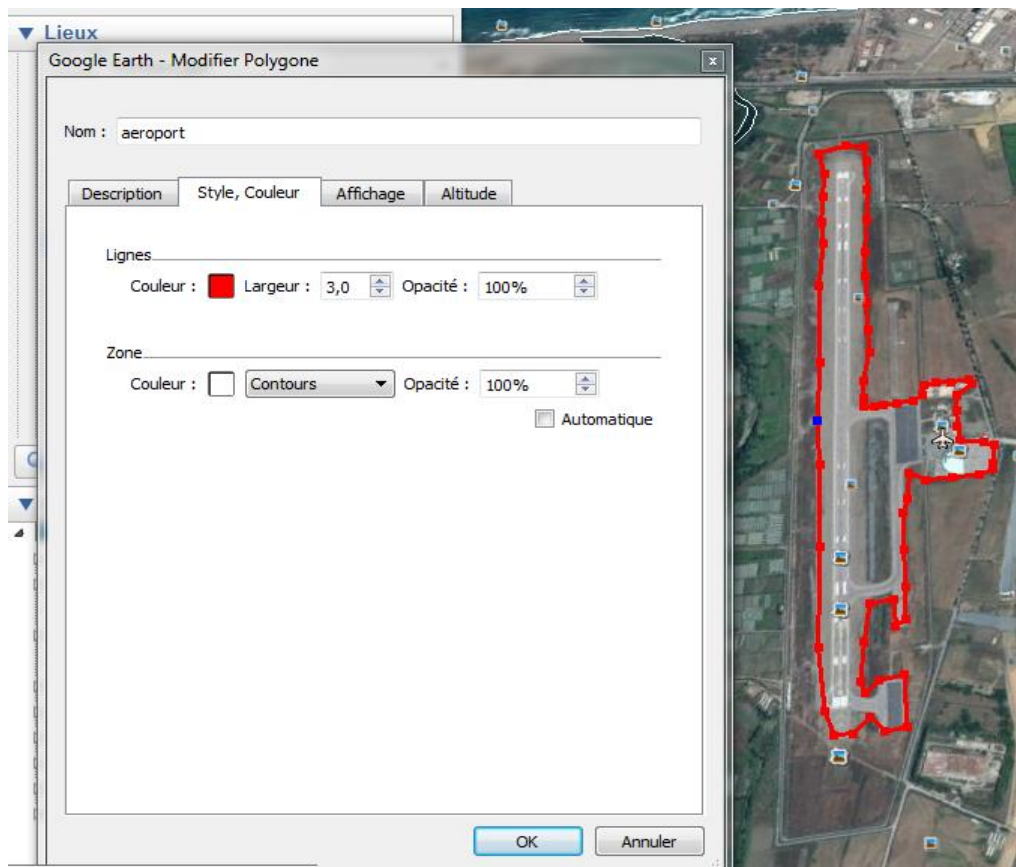 Lieux
Google Earth - Modifier Polygone
x
Nom : aeroport
Description Style, Couleur Affichage Altitude
Lignes
Couleur : Largeur : 3,0 Opacité : 100%
Zone
Couleur : Contours Opacité : 100%
Automatique
OK Annuler